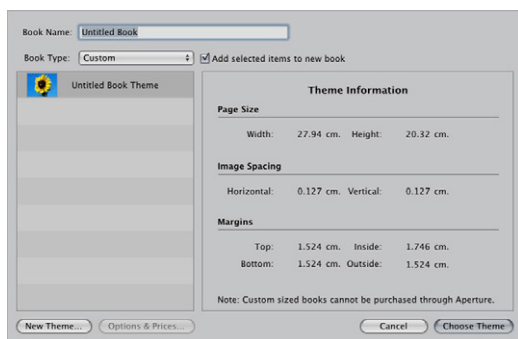 Book Name: Untitled Book
Book Type: Custom Add selected items to new book
Untitled Book Theme
Theme Information
Page Size
Width: 27.94 cm. Height: 20.32 cm.
Image Spacing
Horizontal: 0.127 cm. Vertical: 0.127 cm.
Margins
Top: 1.524 cm. Inside: 1.746 cm.
Bottom: 1.524 cm. Outside: 1.524 cm.
Note: Custom sized books cannot be purchased through Aperture.
New Theme... Options & Prices... Cancel Choose Theme